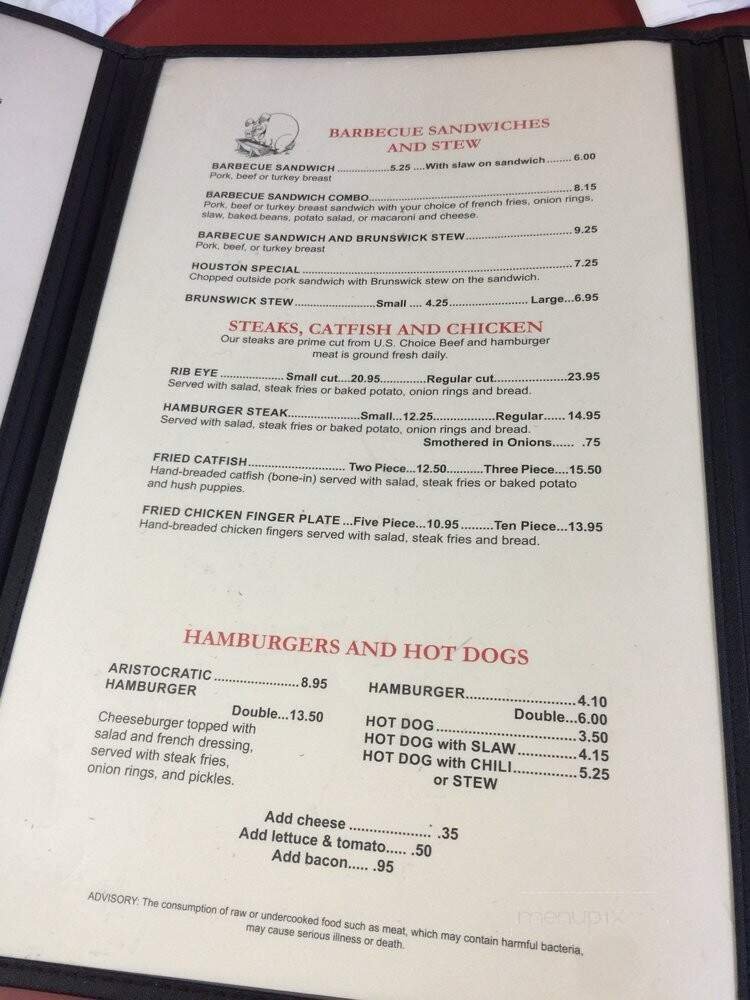 BARBECUE SANDWICHES
AND STEW
BARBECUE SANDWICH ................5.25 ....With slaw on sandwich........ 6.00
Pork, beef or turkey breast
BARBECUE SANDWICH COMBO..........................................................8.15
Pork, beef or turkey breast sandwich with your choice of french fries, onion rings,
slaw, baked beans, potato salad, or macaroni and cheese.
BARBECUE SANDWICH AND BRUNSWICK STEW..............................9.25
Pork, beef, or turkey breast
HOUSTON SPECIAL ............................................................................7.25
Chopped outside pork sandwich with Brunswick stew on the sandwich.
BRUNSWICK STEW........................Small .... 4.25........................ Large...6.95
STEAKS, CATFISH AND CHICKEN
Our steaks are prime cut from U.S. Choice Beef and hamburger
meat is ground fresh daily.
RIB EYE ................... Small cut....20.95..............Regular cut......................23.95
Served with salad, steak fries or baked potato, onion rings and bread.
HAMBURGER STEAK.....................Small...12.25..................Regular...... 14.95
Served with salad, steak fries or baked potato, onion rings and bread.
Smothered in Onions...... .75
FRIED CATFISH............................ Two Piece...12.50..........Three Piece....15.50
Hand-breaded catfish (bone-in) served with salad, steak fries or baked potato
and hush puppies.
FRIED CHICKEN FINGER PLATE ...Five Piece...10.95.........Ten Piece...13.95
Hand-breaded chicken fingers served with salad, steak fries and bread.
HAMBURGERS AND HOT DOGS
ARISTOCRATIC.......................8.95
HAMBURGER
Double...13.50
Cheeseburger topped with
salad and french dressing,
served with steak fries,
onion rings, and pickles.
HAMBURGER..........................4.10
Double...6.00
HOT DOG.................................3.50
HOT DOG with SLAW..............4.15
HOT DOG with CHILI...............5.25
or STEW
Add cheese .................... .35
Add lettuce & tomato..... .50
Add bacon..... .95
ADVISORY: The consumption of raw or undercooked food such as meat, which may contain harmful bacteria,
may cause serious illness or death.
menupix